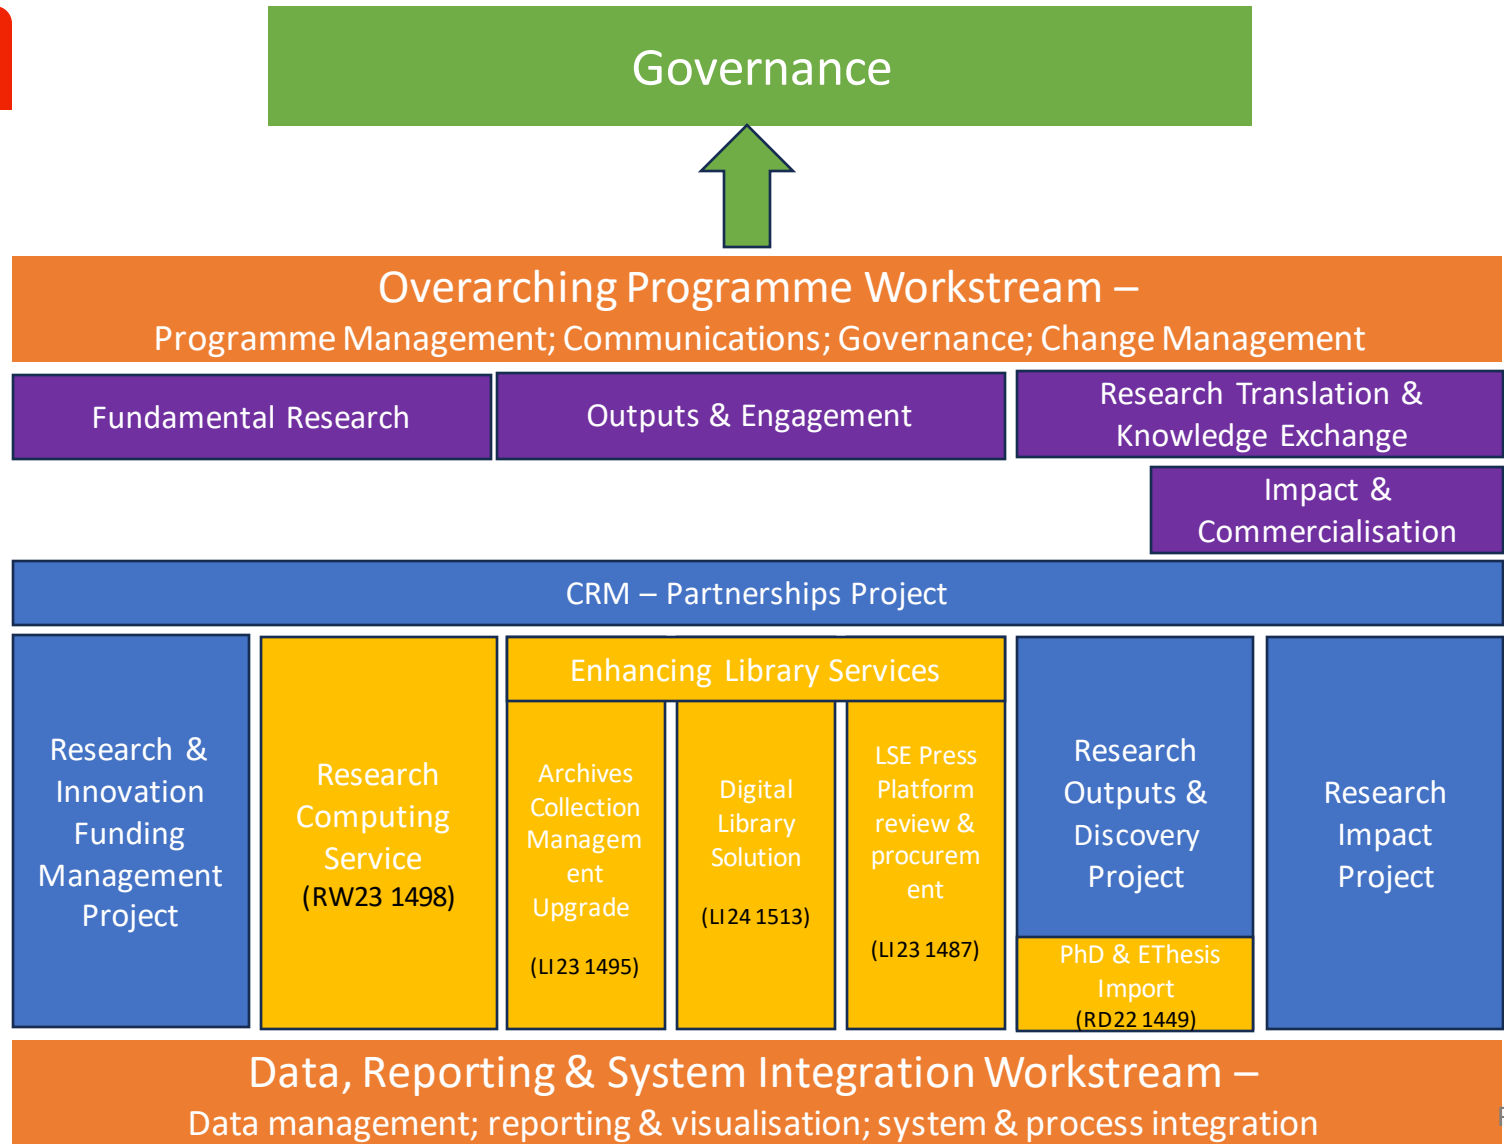 Governance
Overarching Programme Workstream –
Programme Management; Communications; Governance; Change Management
Fundamental Research
Outputs & Engagement
Research Translation &
Knowledge Exchange
Impact &
Commercialisation
CRM – Partnerships Project
Research &
Innovation
Funding
Management
Project
Research
Computing
Service
(RW23 1498)
Enhancing Library Services
Archives
Collection
Managem
ent
Upgrade
(LI23 1495)
Digital
Library
Solution
(LI24 1513)
LSE Press
Platform
review &
procurem
ent
(LI23 1487)
Research
Outputs &
Discovery
Project
PhD & EThesis
Import
(RD22 1449)
Research
Impact
Project
Data, Reporting & System Integration Workstream –
Data management; reporting & visualisation; system & process integration